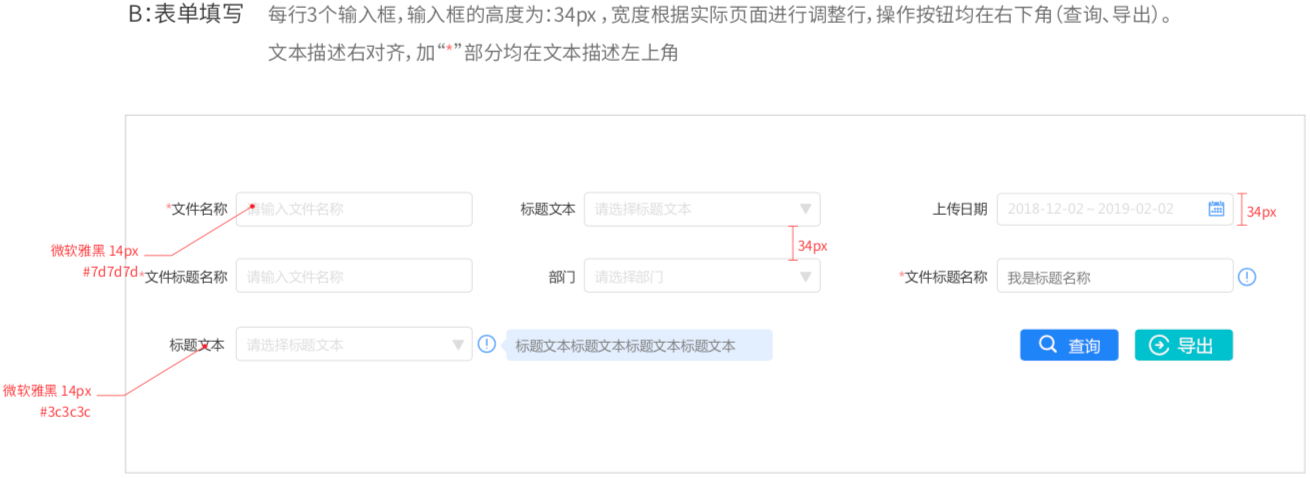 B:表单填写 每行3个输入框,输入框的高度为:34px ,宽度根据实际页面进行调整行,操作按钮均在右下角(查询、导出)。
文本描述右对齐,加“*”部分均在文本描述左上角
*文件名称 请输入文件名称 标题文本 请选择标题文本 上传日期 2018-12-02 ~ 2019-02-02 34px
微软雅黑 14px 34px
#7d7d7d
*文件标题名称 请输入文件名称 部门 请选择部门 *文件标题名称 我是标题名称
标题文本 请选择标题文本 标题文本标题文本标题文本标题文本 查询 导出
微软雅黑 14px
#3c3c3c